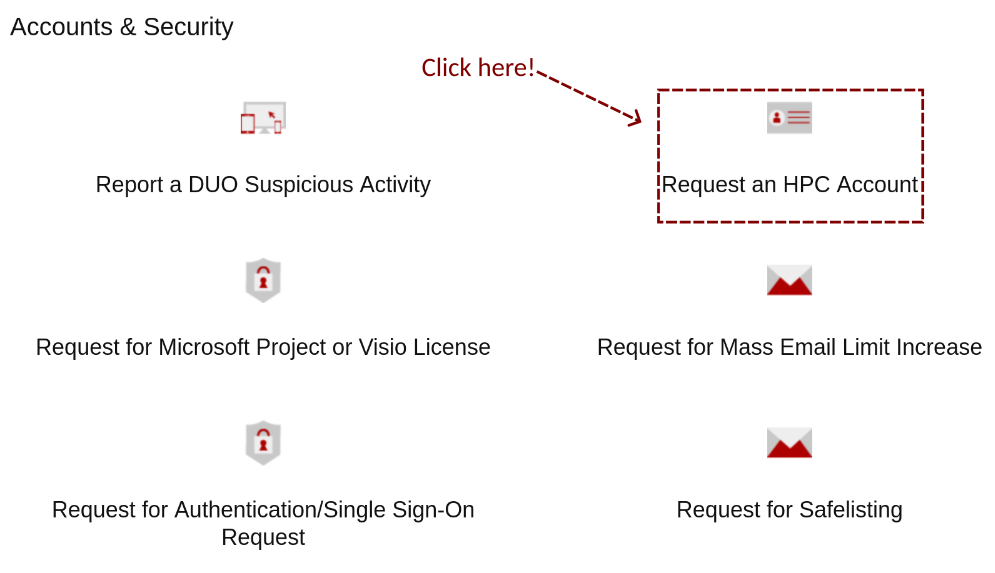 Accounts & Security
Click here!
Report a DUO Suspicious Activity
Request an HPC Account
Request for Microsoft Project or Visio License
Request for Mass Email Limit Increase
Request for Authentication/Single Sign-On
Request
Request for Safelisting